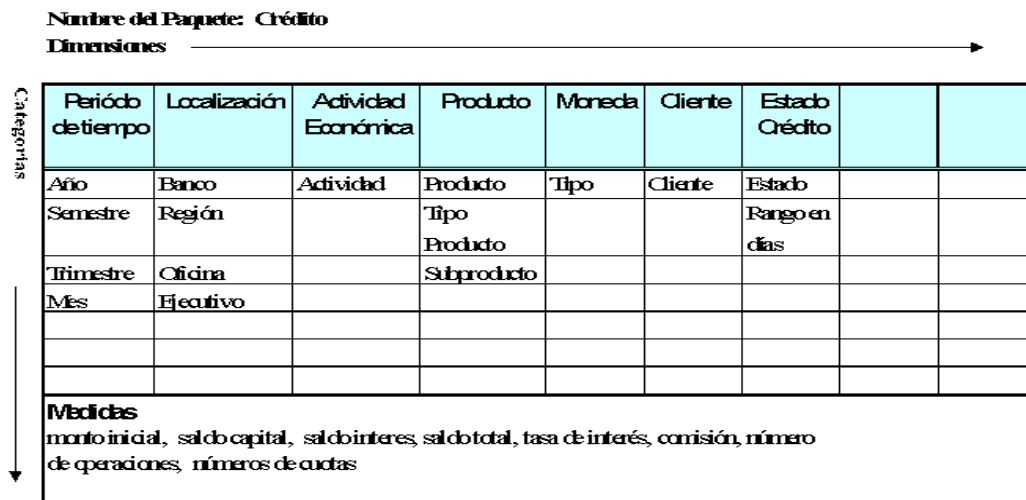 Nombre del Paquete: Crédito
Dimensiones
Categorías
Periódo de tiempo Localización Actividad Económica Producto Moneda Cliente Estado Crédito
Año Banco Actividad Producto Tipo Cliente Estado
Semestre Región Tipo Producto Rango en días
Trimestre Oficina Subproducto
Mes Ejecutivo
Medidas
monto inicial, saldo capital, saldo interes, saldo total, tasa de interés, comisión, número
de operaciones, números de cuotas